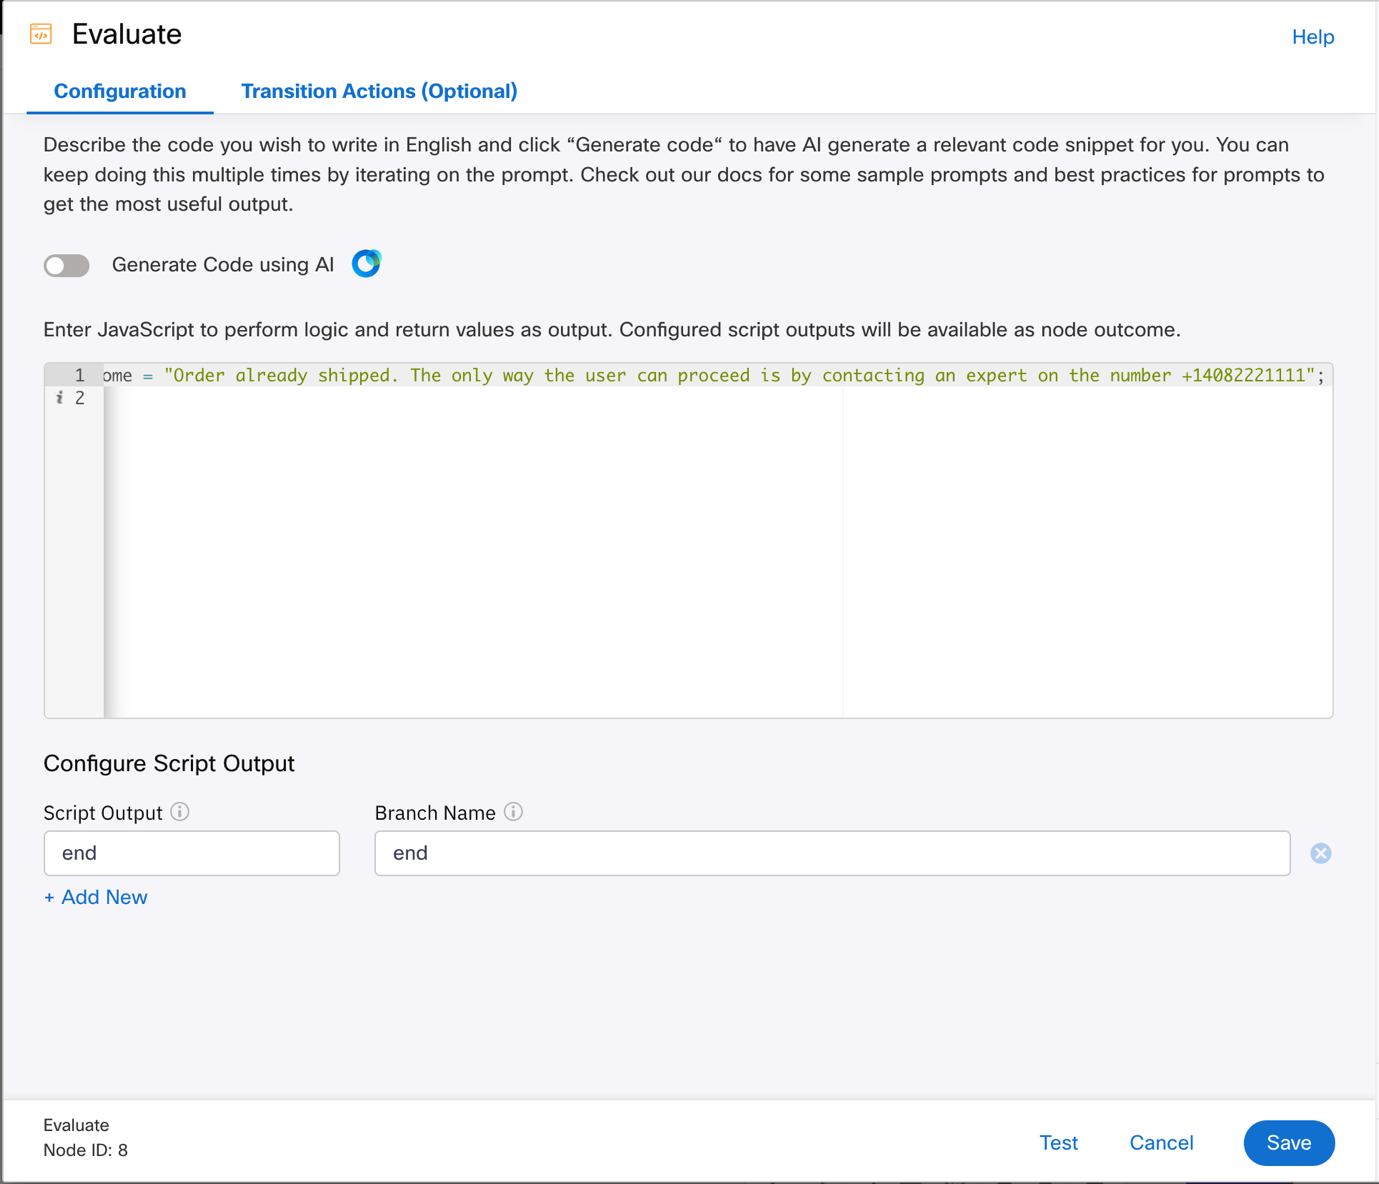 Evaluate
Help
Configuration
Transition Actions (Optional)
Describe the code you wish to write in English and click “Generate code“ to have AI generate a relevant code snippet for you. You can
keep doing this multiple times by iterating on the prompt. Check out our docs for some sample prompts and best practices for prompts to
get the most useful output.
Generate Code using AI
Enter JavaScript to perform logic and return values as output. Configured script outputs will be available as node outcome.
1 ome = "Order already shipped. The only way the user can proceed is by contacting an expert on the number +14082221111";
i 2
Configure Script Output
Script Output
Branch Name
end
end
+ Add New
Evaluate
Node ID: 8
Test
Cancel
Save